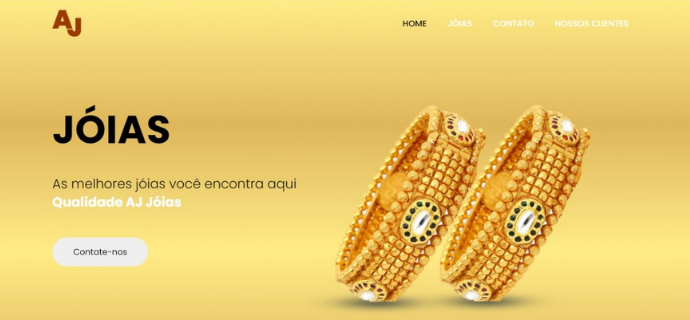 AJ
HOME JÓIAS CONTATO NOSSOS CLIENTES
JÓIAS
As melhores jóias você encontra aqui
Qualidade AJ Jóias
Contate-nos